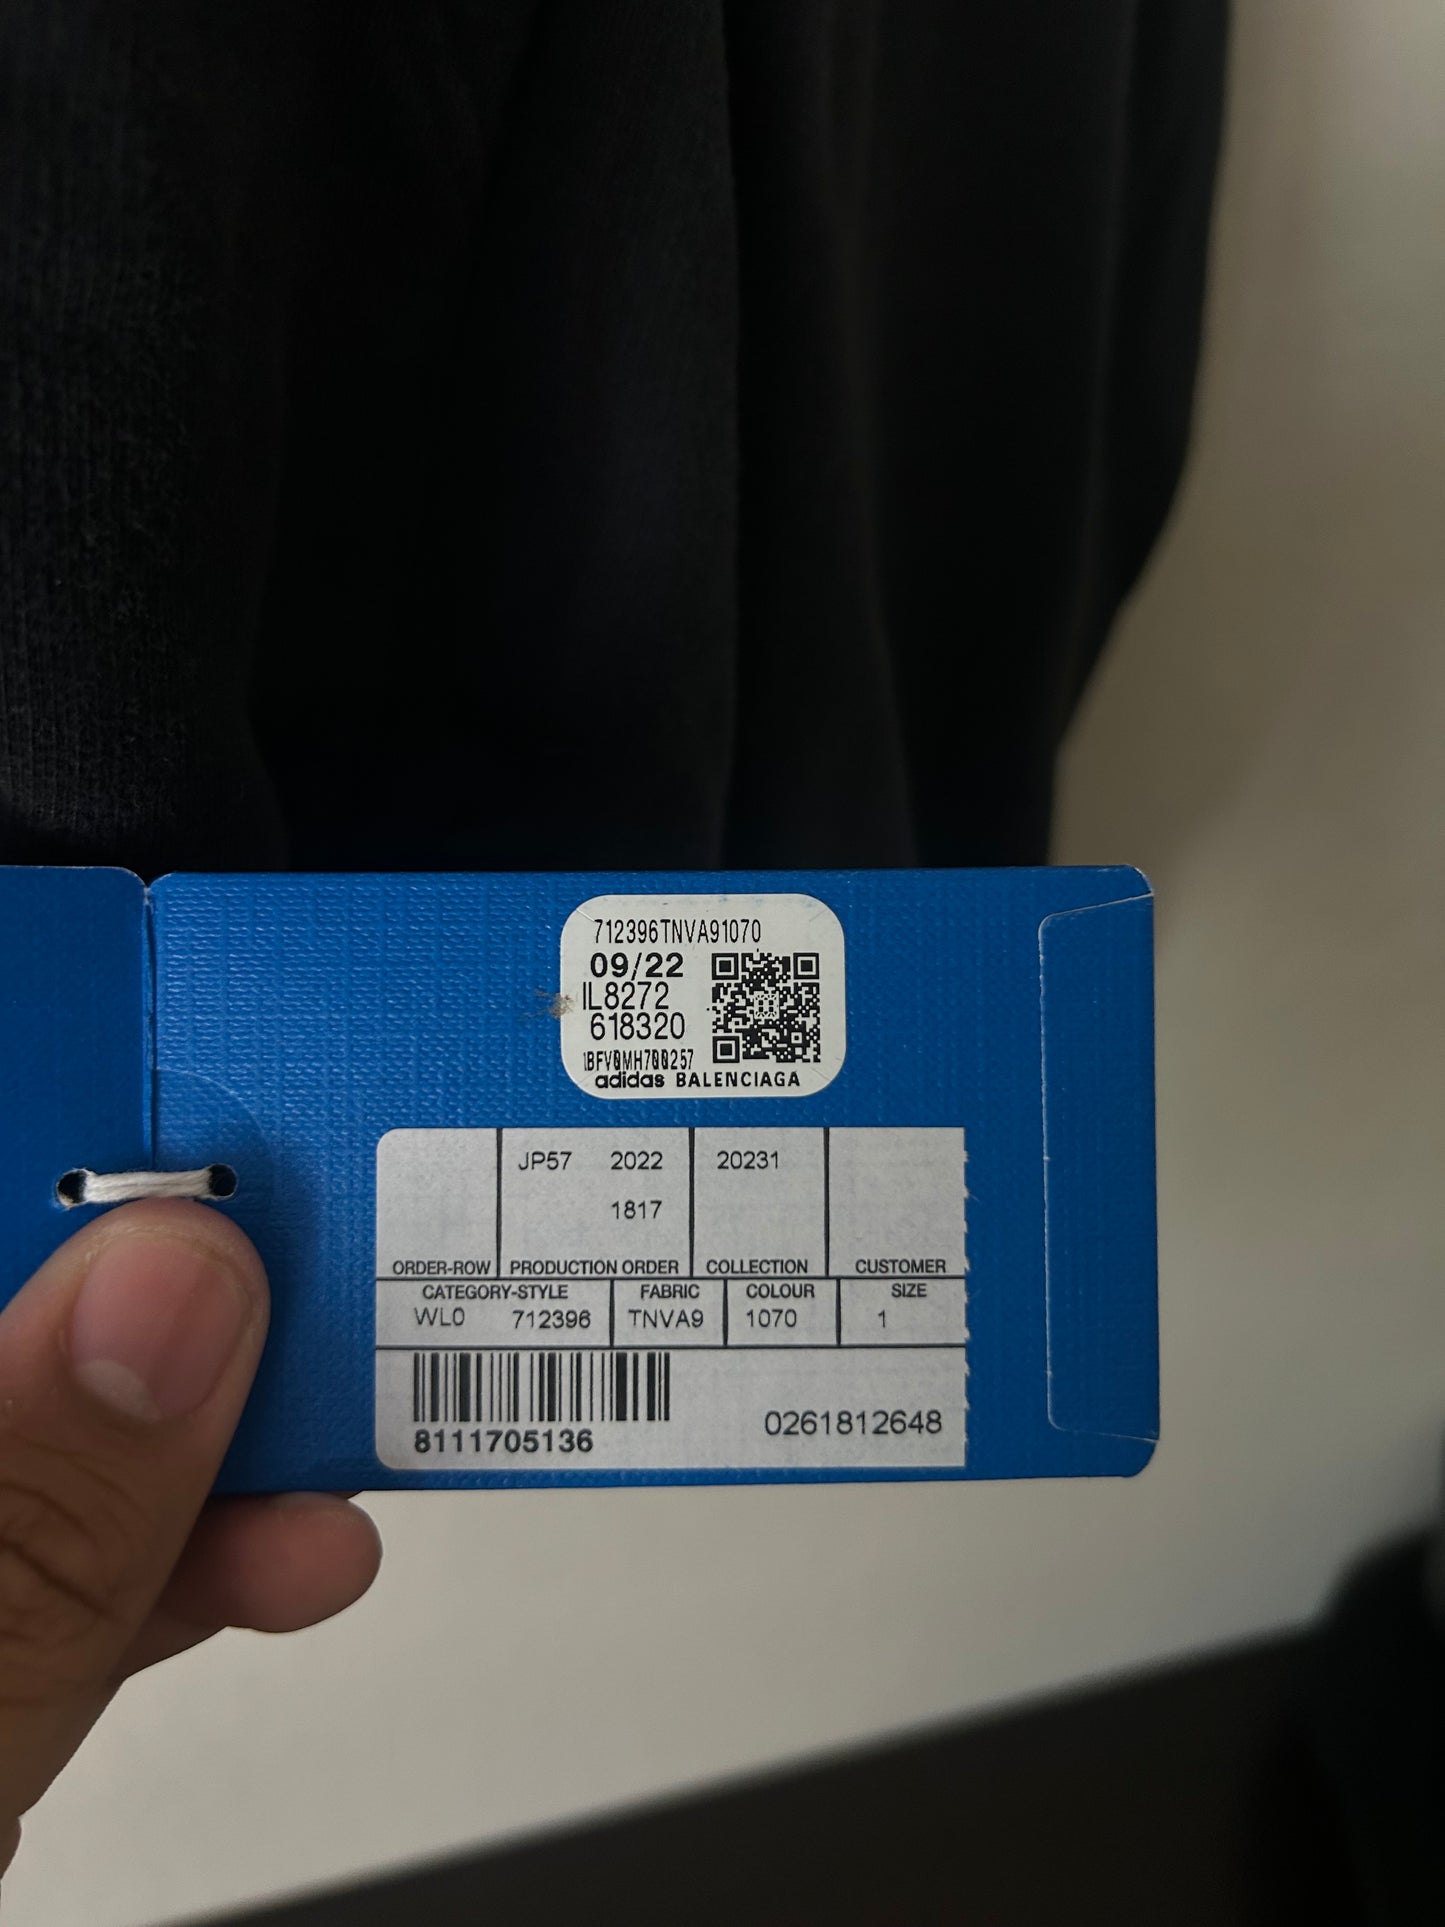 712396TNVA91070
09/22
IL8272
618320
1BFV0MH700257
adidas BALENCIAGA
JP57 2022 20231
1817
ORDER-ROW PRODUCTION ORDER COLLECTION CUSTOMER
CATEGORY-STYLE FABRIC COLOUR SIZE
WL0 712396 TNVA9 1070 1
8111705136
0261812648